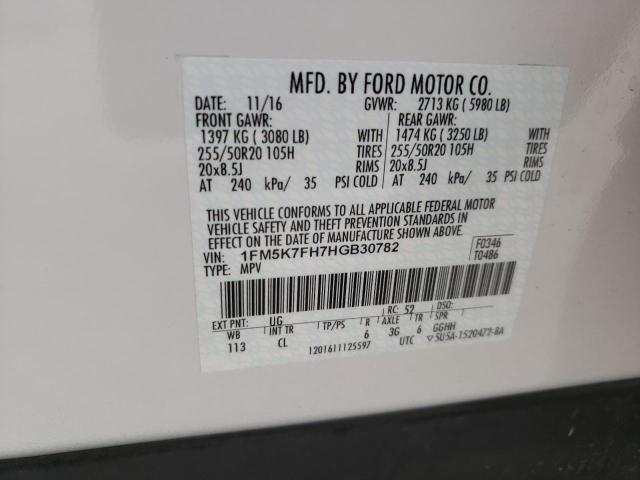 MFD. BY FORD MOTOR CO.
DATE: 11/16 GVWR: 2713 KG ( 5980 LB)
FRONT GAWR: REAR GAWR:
1397 KG ( 3080 LB) WITH 1474 KG ( 3250 LB) WITH
255/50R20 105H TIRES 255/50R20 105H TIRES
20x8.5J RIMS 20x8.5J RIMS
AT 240 kPa/ 35 PSI COLD AT 240 kPa/ 35 PSI COLD
THIS VEHICLE CONFORMS TO ALL APPLICABLE FEDERAL MOTOR
VEHICLE SAFETY AND THEFT PREVENTION STANDARDS IN
EFFECT ON THE DATE OF MANUFACTURE SHOWN ABOVE.
VIN: 1FM5K7FH7HGB30782 F0346
TYPE: MPV T0486
EXT PNT: UG RC: 52 DSO:
WB INT TR TP/PS R AXLE TR SPR
113 CL 6 3G 6 GGHH
1201611125597 UTC ▽5U5A-1520472-BA